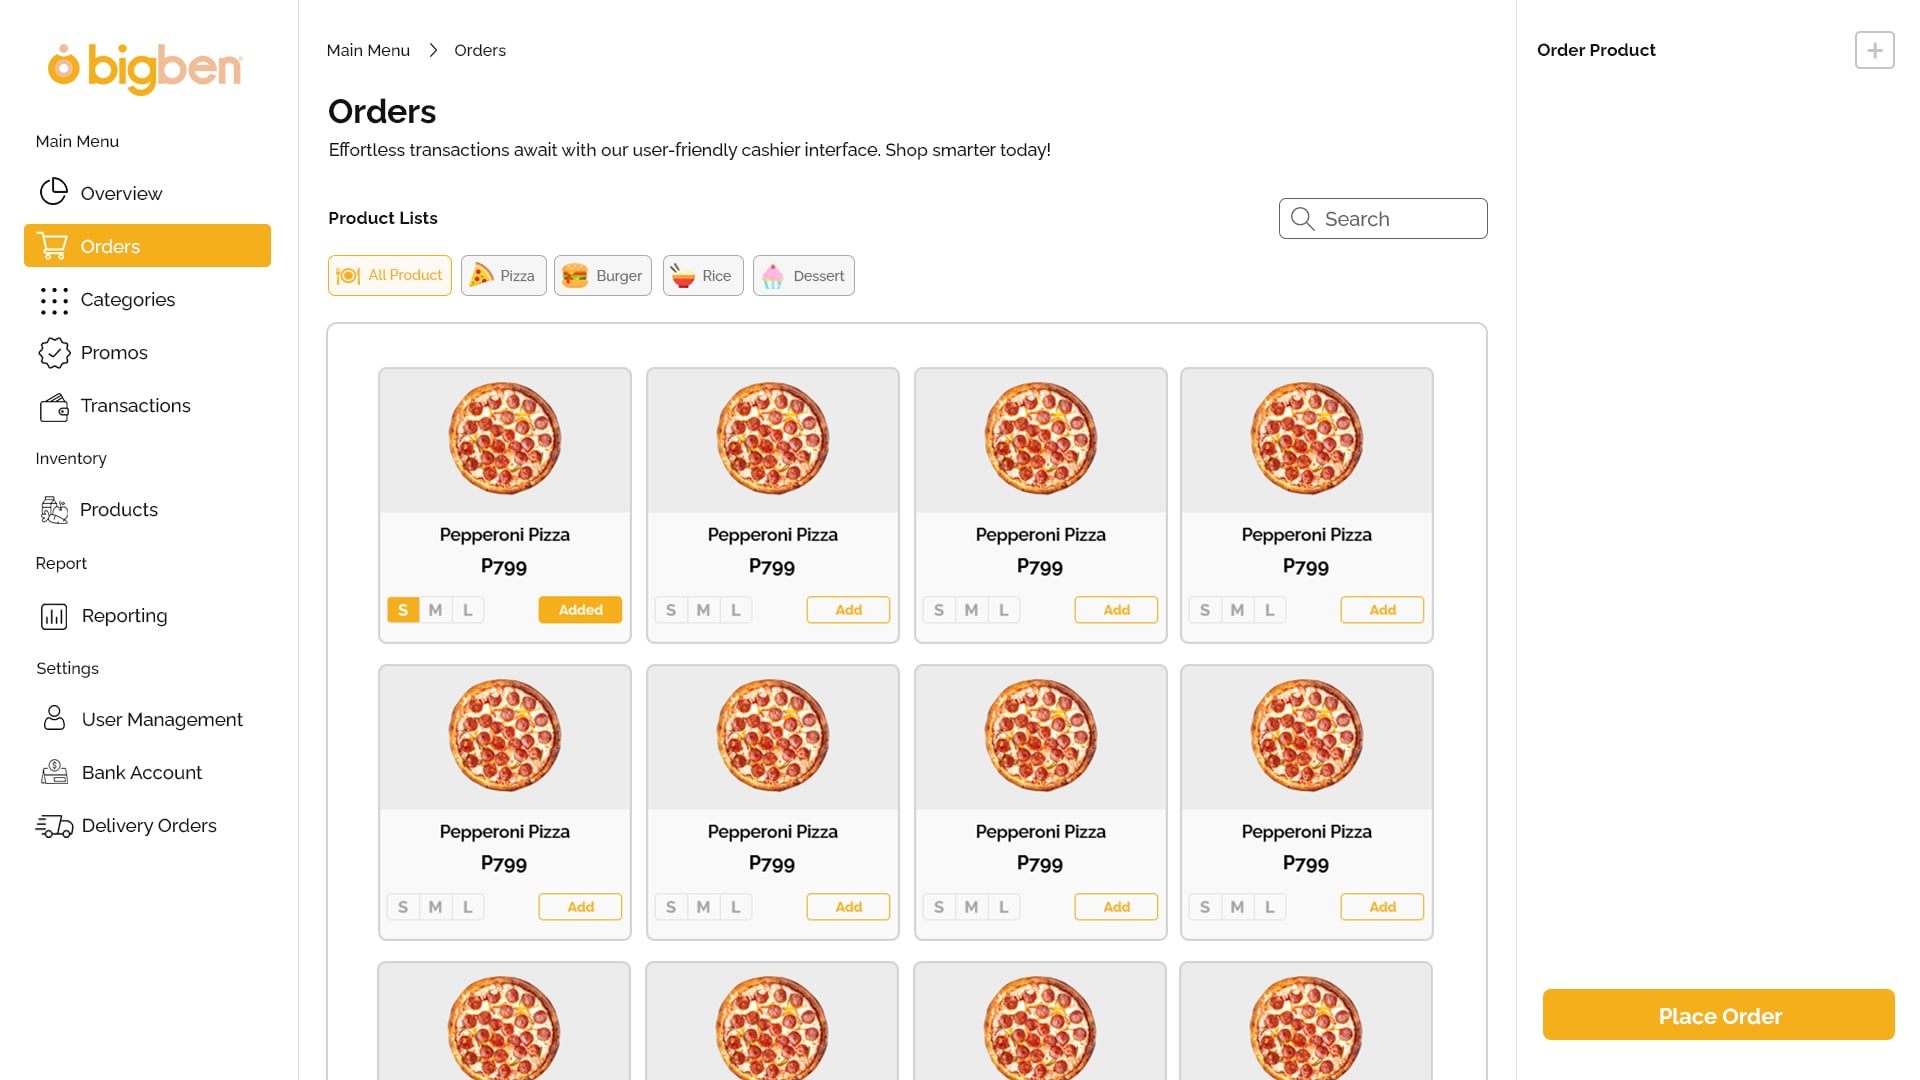 bigben
Main Menu
Overview
Orders
Categories
Promos
Transactions
Inventory
Products
Report
Reporting
Settings
User Management
Bank Account
Delivery Orders
Main Menu > Orders
Orders
Effortless transactions await with our user-friendly cashier interface. Shop smarter today!
Product Lists
Search
All Product Pizza Burger Rice Dessert
Pepperoni Pizza Pepperoni Pizza Pepperoni Pizza Pepperoni Pizza
P799 P799 P799 P799
S M L Added S M L Add S M L Add S M L Add
Pepperoni Pizza Pepperoni Pizza Pepperoni Pizza Pepperoni Pizza
P799 P799 P799 P799
S M L Add S M L Add S M L Add S M L Add
Order Product
Place Order